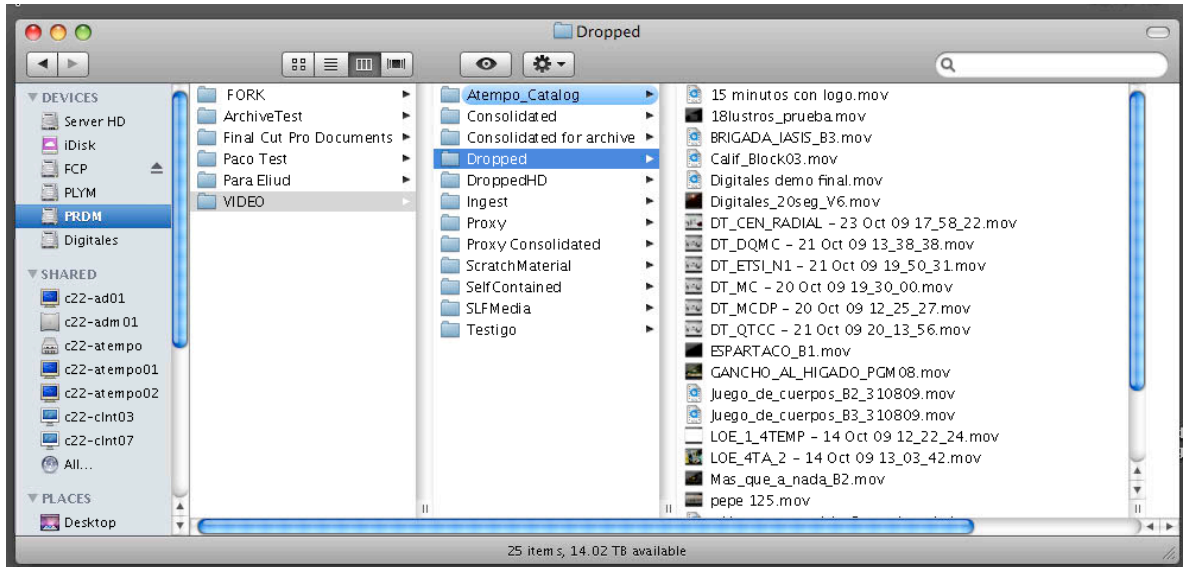 Dropped
DEVICES
Server HD
iDisk
FCP
PLYM
PRDM
Digitales
SHARED
c22-ad01
c22-adm01
c22-atempo
c22-atempo01
c22-atempo02
c22-clnt03
c22-clnt07
All...
PLACES
Desktop
FORK
ArchiveTest
Final Cut Pro Documents
Paco Test
Para Eliud
VIDEO
Atempo_Catalog
Consolidated
Consolidated for archive
Dropped
DroppedHD
Ingest
Proxy
Proxy Consolidated
ScratchMaterial
SelfContained
SLFMedia
Testigo
15 minutos con logo.mov
18lustros_prueba.mov
BRIGADA_IASIS_B3.mov
Calif_Block03.mov
Digitales demo final.mov
Digitales_20seg_V6.mov
DT_CEN_RADIAL – 23 Oct 09 17_58_22.mov
DT_DQMC – 21 Oct 09 13_38_38.mov
DT_ETSI_N1 – 21 Oct 09 19_50_31.mov
DT_MC – 20 Oct 09 19_30_00.mov
DT_MCDP – 20 Oct 09 12_25_27.mov
DT_QTCC – 21 Oct 09 20_13_56.mov
ESPARTACO_B1.mov
GANCHO_AL_HIGADO_PGM08.mov
Juego_de_cuerpos_B2_310809.mov
Juego_de_cuerpos_B3_310809.mov
LOE_1_4TEMP – 14 Oct 09 12_22_24.mov
LOE_4TA_2 – 14 Oct 09 13_03_42.mov
Mas_que_a_nada_B2.mov
pepe 125.mov
25 items, 14.02 TB available